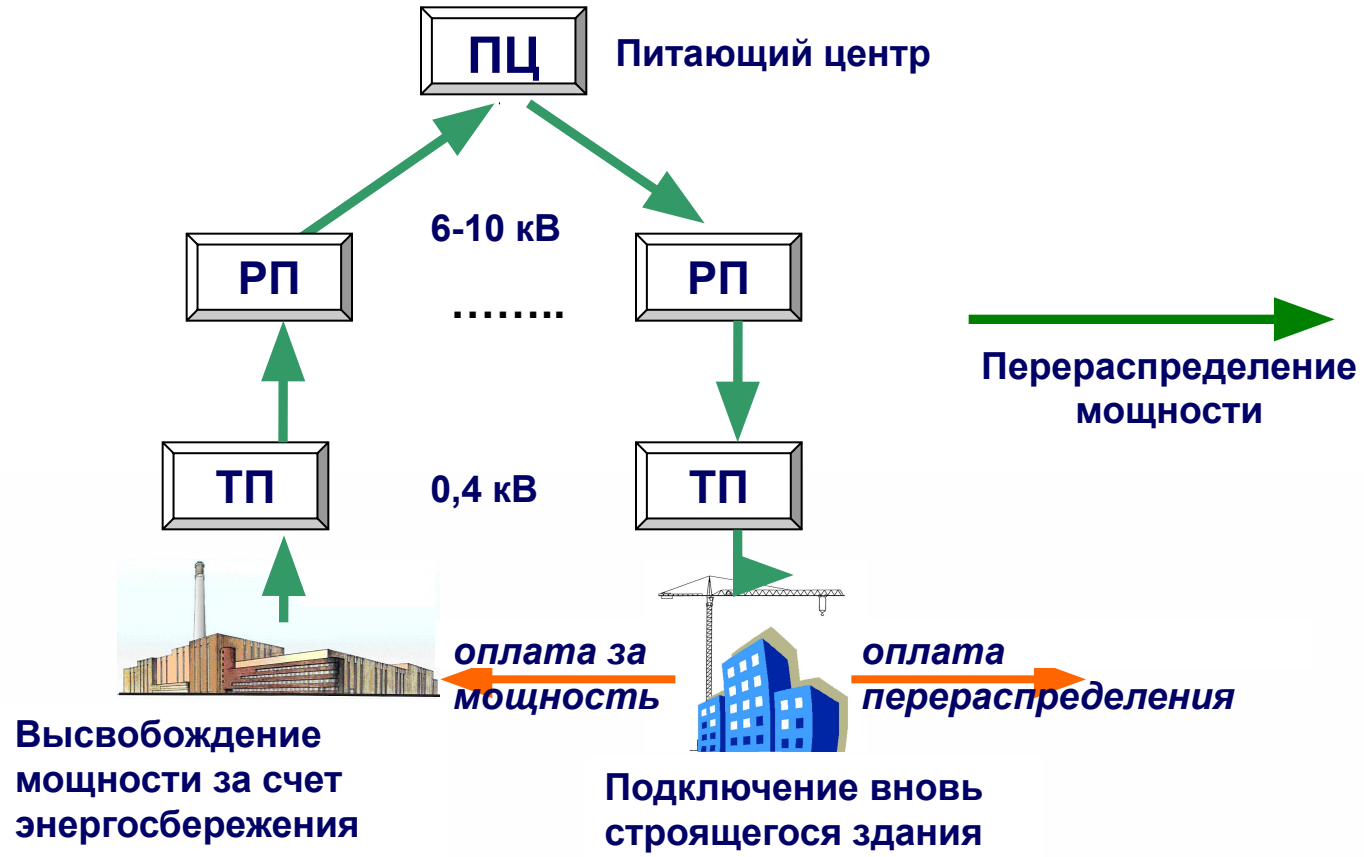 ПЦ
Питающий центр
6-10 кВ
РП
........
РП
Перераспределение
мощности
ТП
0,4 кВ
ТП
оплата за
мощность
оплата
перераспределения
Высвобождение
мощности за счет
энергосбережения
Подключение вновь
строящегося здания